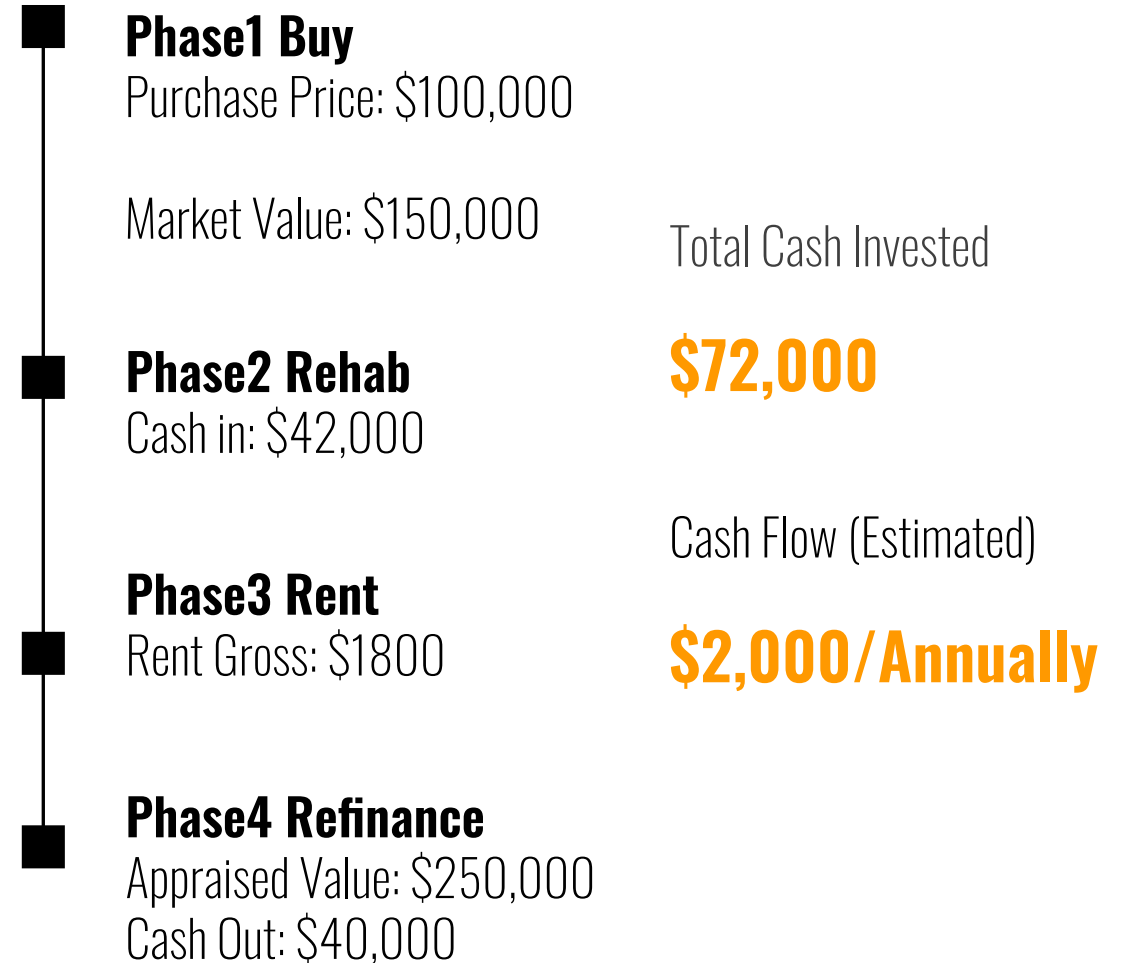 Phase1 Buy
Purchase Price: $100,000
Market Value: $150,000
Phase2 Rehab
Cash in: $42,000
Phase3 Rent
Rent Gross: $1800
Phase4 Refinance
Appraised Value: $250,000
Cash Out: $40,000
Total Cash Invested
$72,000
Cash Flow (Estimated)
$2,000/Annually